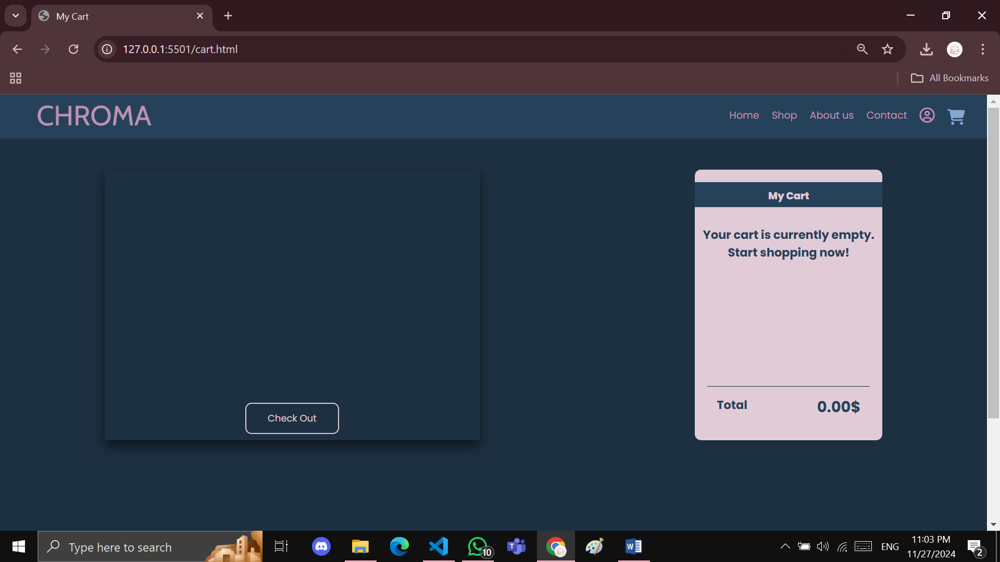 My Cart
127.0.0.1:5501/cart.html
All Bookmarks
CHROMA
Home Shop About us Contact
My Cart
Your cart is currently empty.
Start shopping now!
Total 0.00$
Check Out
Type here to search
10
ENG
11:03 PM
11/27/2024
2